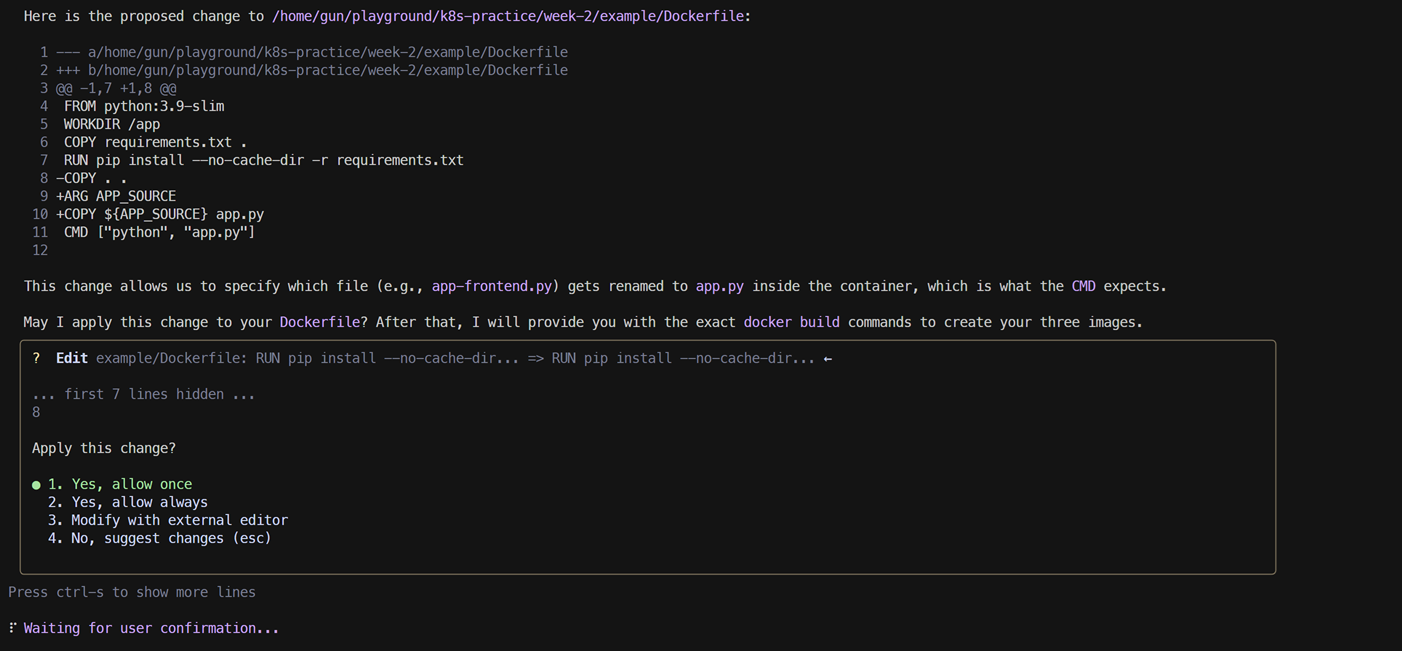 Here is the proposed change to /home/gun/playground/k8s-practice/week-2/example/Dockerfile:
1 --- a/home/gun/playground/k8s-practice/week-2/example/Dockerfile
2 +++ b/home/gun/playground/k8s-practice/week-2/example/Dockerfile
3 @@ -1,7 +1,8 @@
4  FROM python:3.9-slim
5  WORKDIR /app
6  COPY requirements.txt .
7  RUN pip install --no-cache-dir -r requirements.txt
8 -COPY . .
9 +ARG APP_SOURCE
10 +COPY ${APP_SOURCE} app.py
11  CMD ["python", "app.py"]
12
This change allows us to specify which file (e.g., app-frontend.py) gets renamed to app.py inside the container, which is what the CMD expects.
May I apply this change to your Dockerfile? After that, I will provide you with the exact docker build commands to create your three images.
?  Edit example/Dockerfile: RUN pip install --no-cache-dir... => RUN pip install --no-cache-dir... ←
... first 7 lines hidden ...
8
Apply this change?
● 1. Yes, allow once
2. Yes, allow always
3. Modify with external editor
4. No, suggest changes (esc)
Press ctrl-s to show more lines
⠏ Waiting for user confirmation...